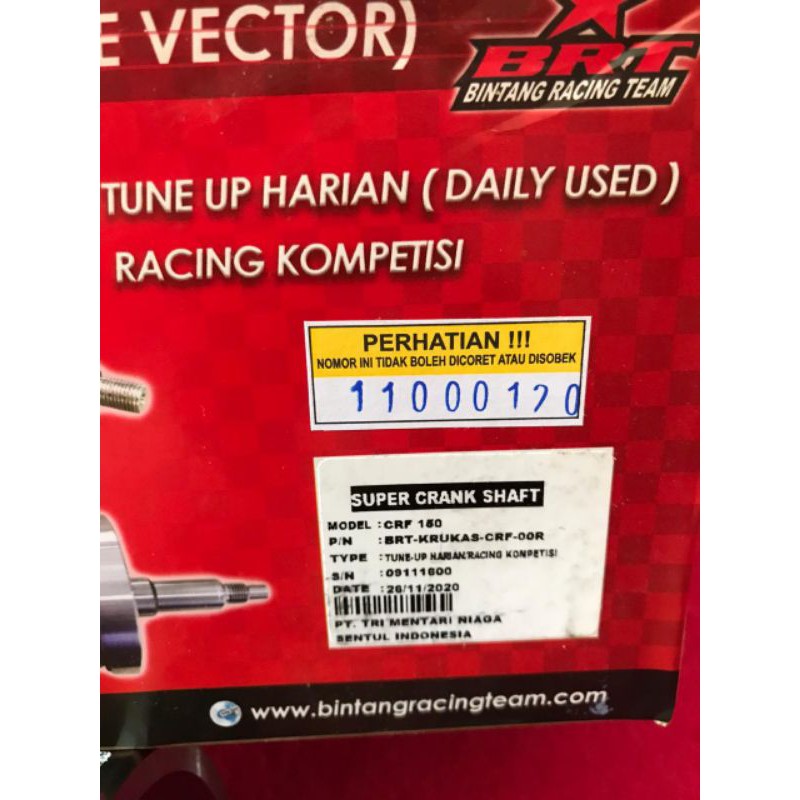 E VECTOR)
BRT
BINTANG RACING TEAM
TUNE UP HARIAN ( DAILY USED )
RACING KOMPETISI
PERHATIAN !!!
NOMOR INI TIDAK BOLEH DICORET ATAU DISOBEK
11000120
SUPER CRANK SHAFT
MODEL : CRF 150
P/N : BRT-KRUKAS-CRF-00R
TYPE : TUNE-UP HARIAN/RACING KONPETISI
S/N : 09111600
DATE : 26/11/2020
PT. TRI MENTARI NIAGA
SENTUL INDONESIA
www.bintangracingteam.com